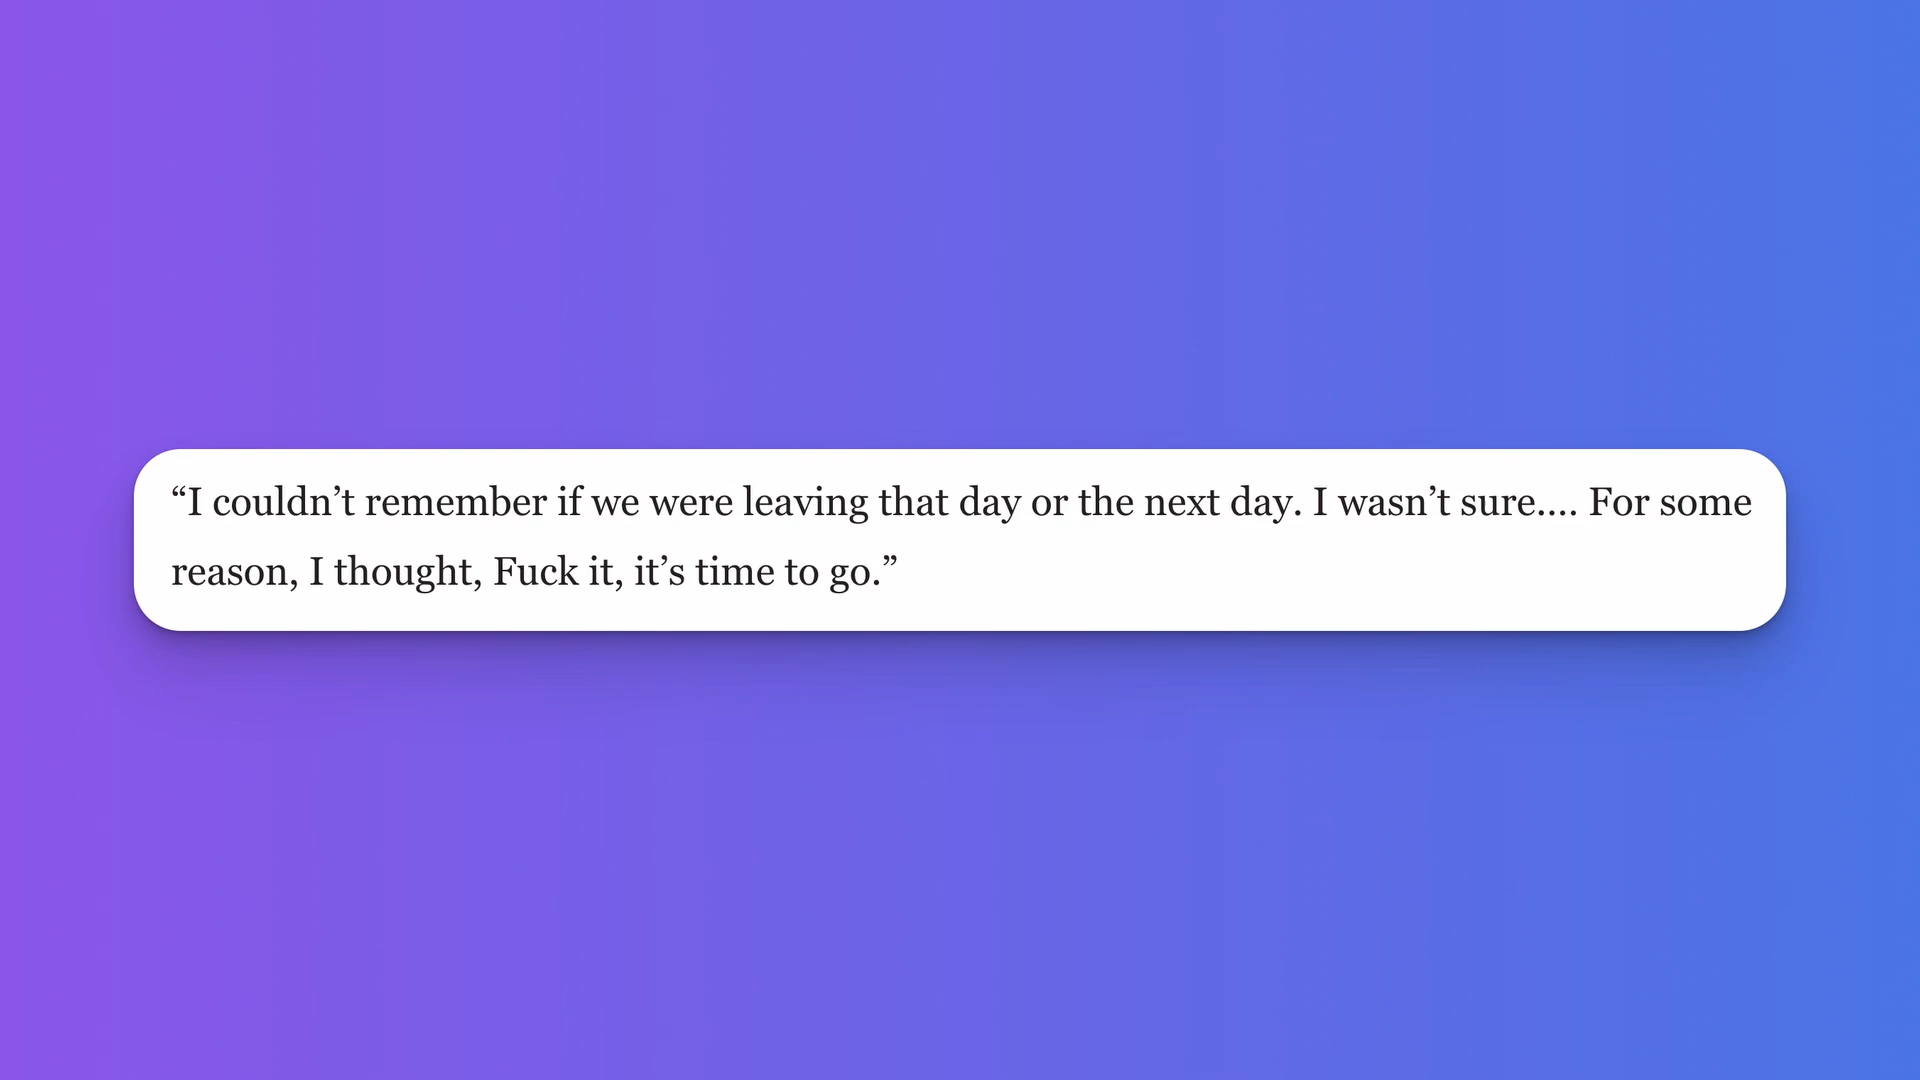 “I couldn’t remember if we were leaving that day or the next day. I wasn’t sure.... For some
reason, I thought, Fuck it, it’s time to go.”